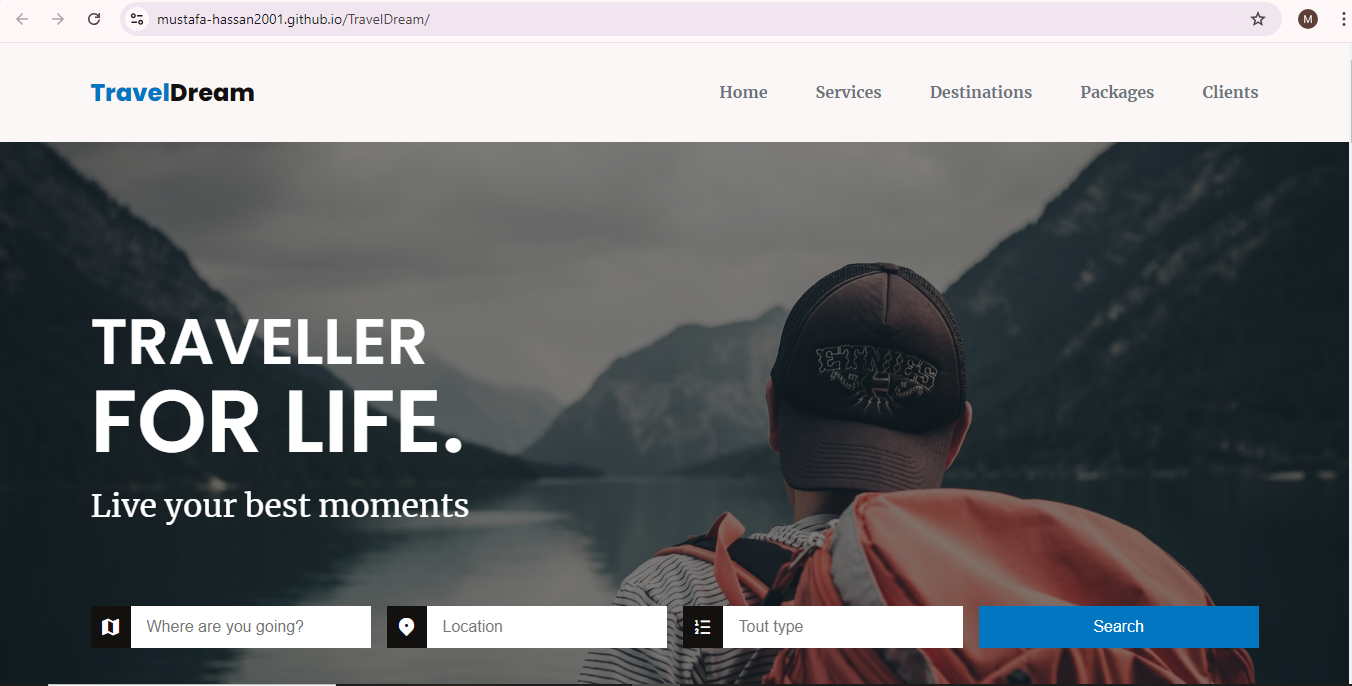 mustafa-hassan2001.github.io/TravelDream/
M
TravelDream
Home Services Destinations Packages Clients
TRAVELLER
FOR LIFE.
Live your best moments
ETNIES
Where are you going? Location Tout type Search